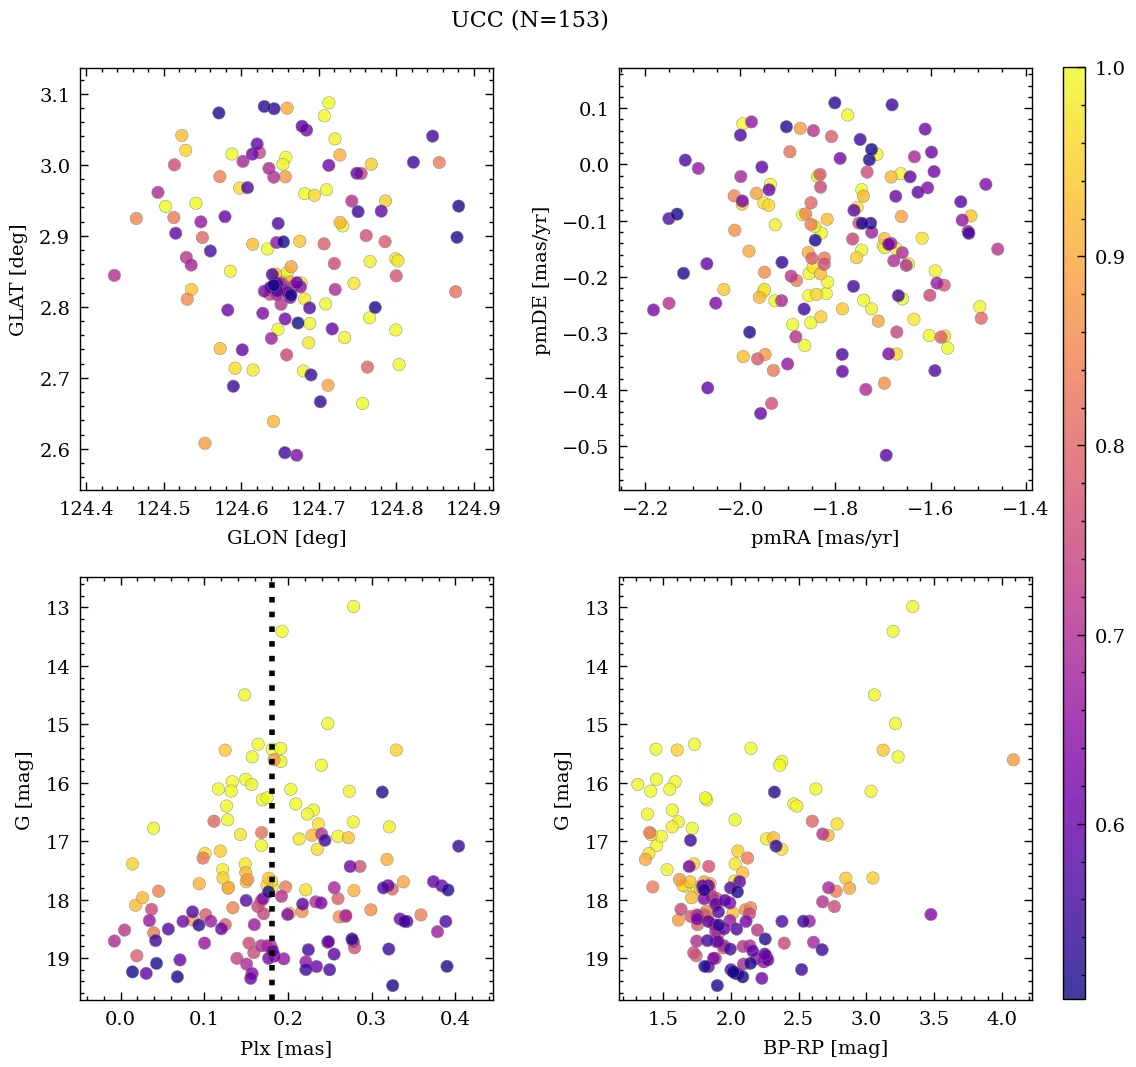 UCC (N=153)
3.1
3.0
2.9
2.8
2.7
2.6
GLAT [deg]
124.4 124.5 124.6 124.7 124.8 124.9
GLON [deg]
0.1
0.0
−0.1
−0.2
−0.3
−0.4
−0.5
pmDE [mas/yr]
−2.2 −2.0 −1.8 −1.6 −1.4
pmRA [mas/yr]
13
14
15
16
17
18
19
G [mag]
0.0 0.1 0.2 0.3 0.4
Plx [mas]
13
14
15
16
17
18
19
G [mag]
1.5 2.0 2.5 3.0 3.5 4.0
BP-RP [mag]
1.0
0.9
0.8
0.7
0.6